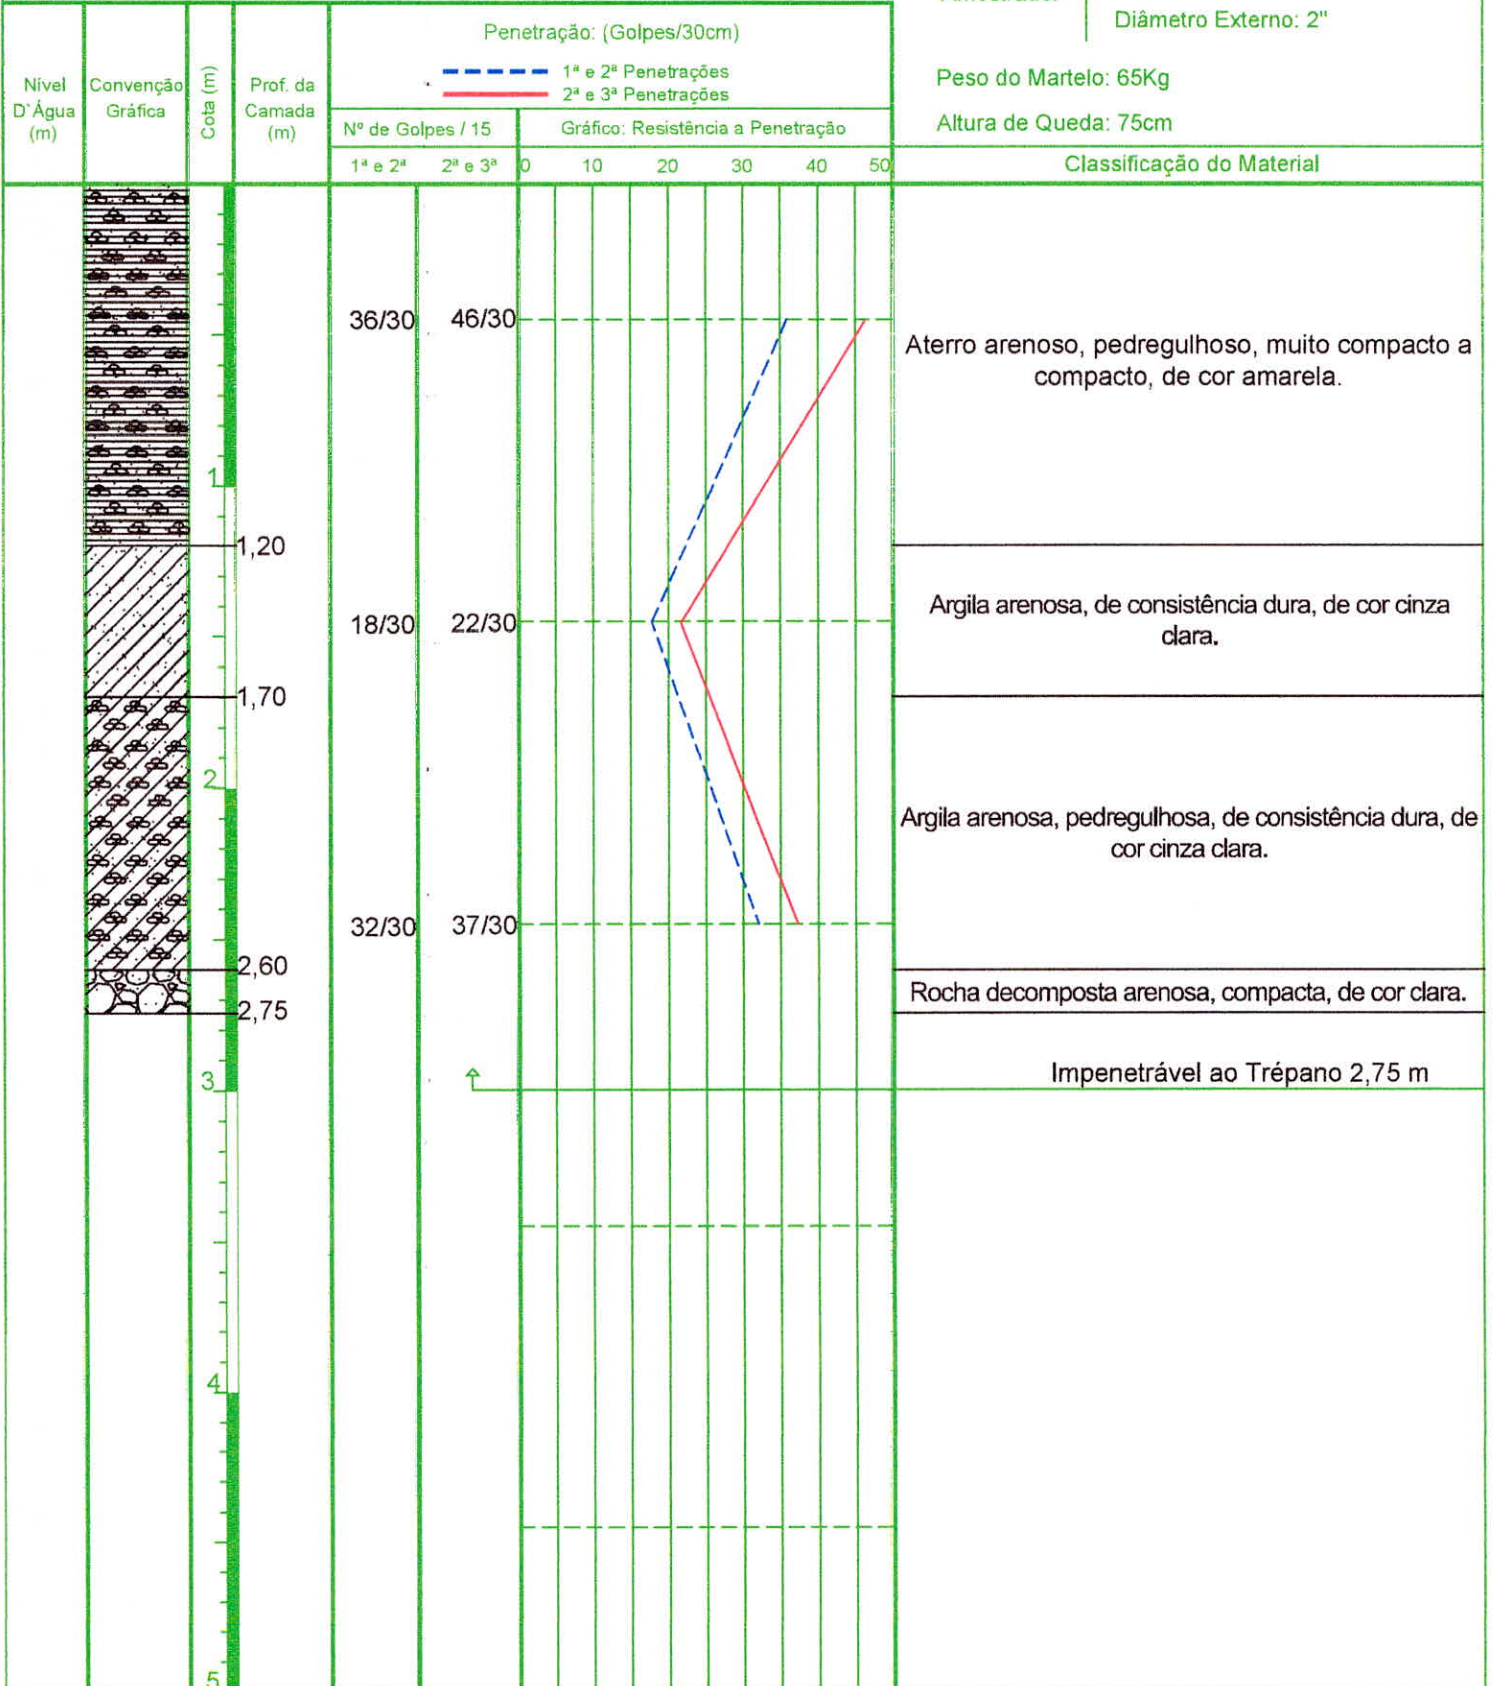 Diâmetro Externo: 2"
Peso do Martelo: 65Kg
Altura de Queda: 75cm
Nível
D`Água
(m)
Convenção
Gráfica
Cota (m)
Prof. da
Camada
(m)
Penetração: (Golpes/30cm)
1ª e 2ª Penetrações
2ª e 3ª Penetrações
Nº de Golpes / 15
Gráfico: Resistência a Penetração
1ª e 2ª
2ª e 3ª
0 10 20 30 40 50
Classificação do Material
36/30 46/30
Aterro arenoso, pedregulhoso, muito compacto a
compacto, de cor amarela.
1
1,20
18/30 22/30
Argila arenosa, de consistência dura, de cor cinza
clara.
1,70
2
Argila arenosa, pedregulhosa, de consistência dura, de
cor cinza clara.
32/30 37/30
2,60
Rocha decomposta arenosa, compacta, de cor clara.
2,75
3
Impenetrável ao Trépano 2,75 m
4
5